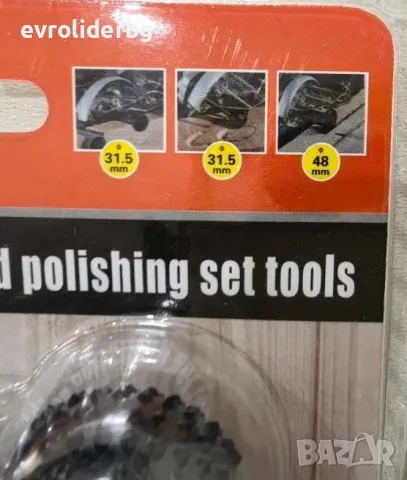 evroliderbg
Φ 31.5 mm
Φ 31.5 mm
Φ 48 mm
polishing set tools
BAZAR